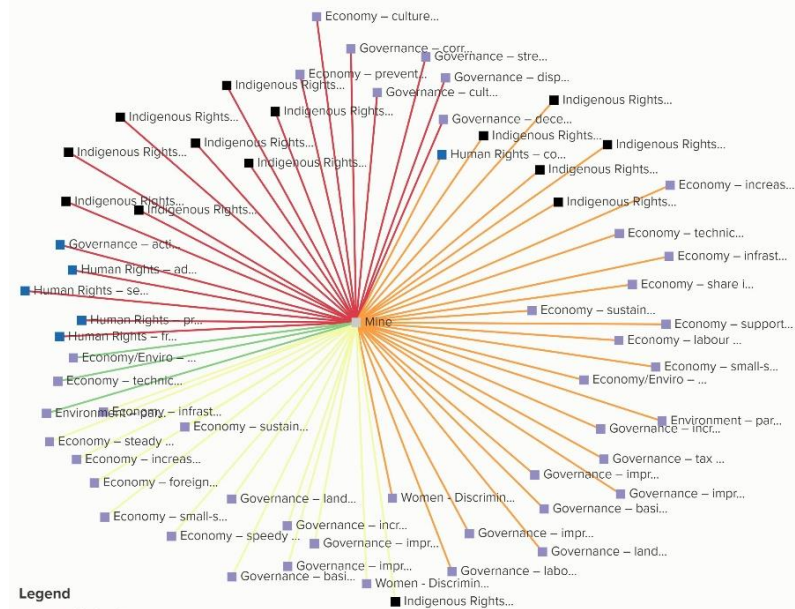 Economy – culture...
Governance – corr...
Governance – stre...
Economy – prevent...
Governance – disp...
Indigenous Rights...
Governance – cult...
Indigenous Rights...
Indigenous Rights...
Indigenous Rights...
Governance – dece...
Indigenous Rights...
Indigenous Rights...
Indigenous Rights...
Indigenous Rights...
Human Rights – co...
Indigenous Rights...
Indigenous Rights...
Economy – increas...
Indigenous Rights...
Indigenous Rights...
Indigenous Rights...
Economy – technic...
Governance – acti...
Economy – infrast...
Human Rights – ad...
Economy – share i...
Human Rights – se...
Economy – sustain...
Human Rights – pr...
Mine
Economy – support...
Human Rights – fr...
Economy – labour ...
Economy/Enviro – ...
Economy – small-s...
Economy – technic...
Economy/Enviro – ...
Environment – par...
Economy – infrast...
Environment – par...
Economy – sustain...
Governance – incr...
Economy – steady ...
Economy – increas...
Governance – tax ...
Governance – impr...
Economy – foreign...
Governance – impr...
Governance – land...
Women - Discrimin...
Governance – basi...
Economy – small-s...
Governance – incr...
Governance – impr...
Economy – speedy ...
Governance – impr...
Governance – land...
Governance – impr...
Governance – labo...
Governance – basi...
Women - Discrimin...
Legend
Indigenous Rights...